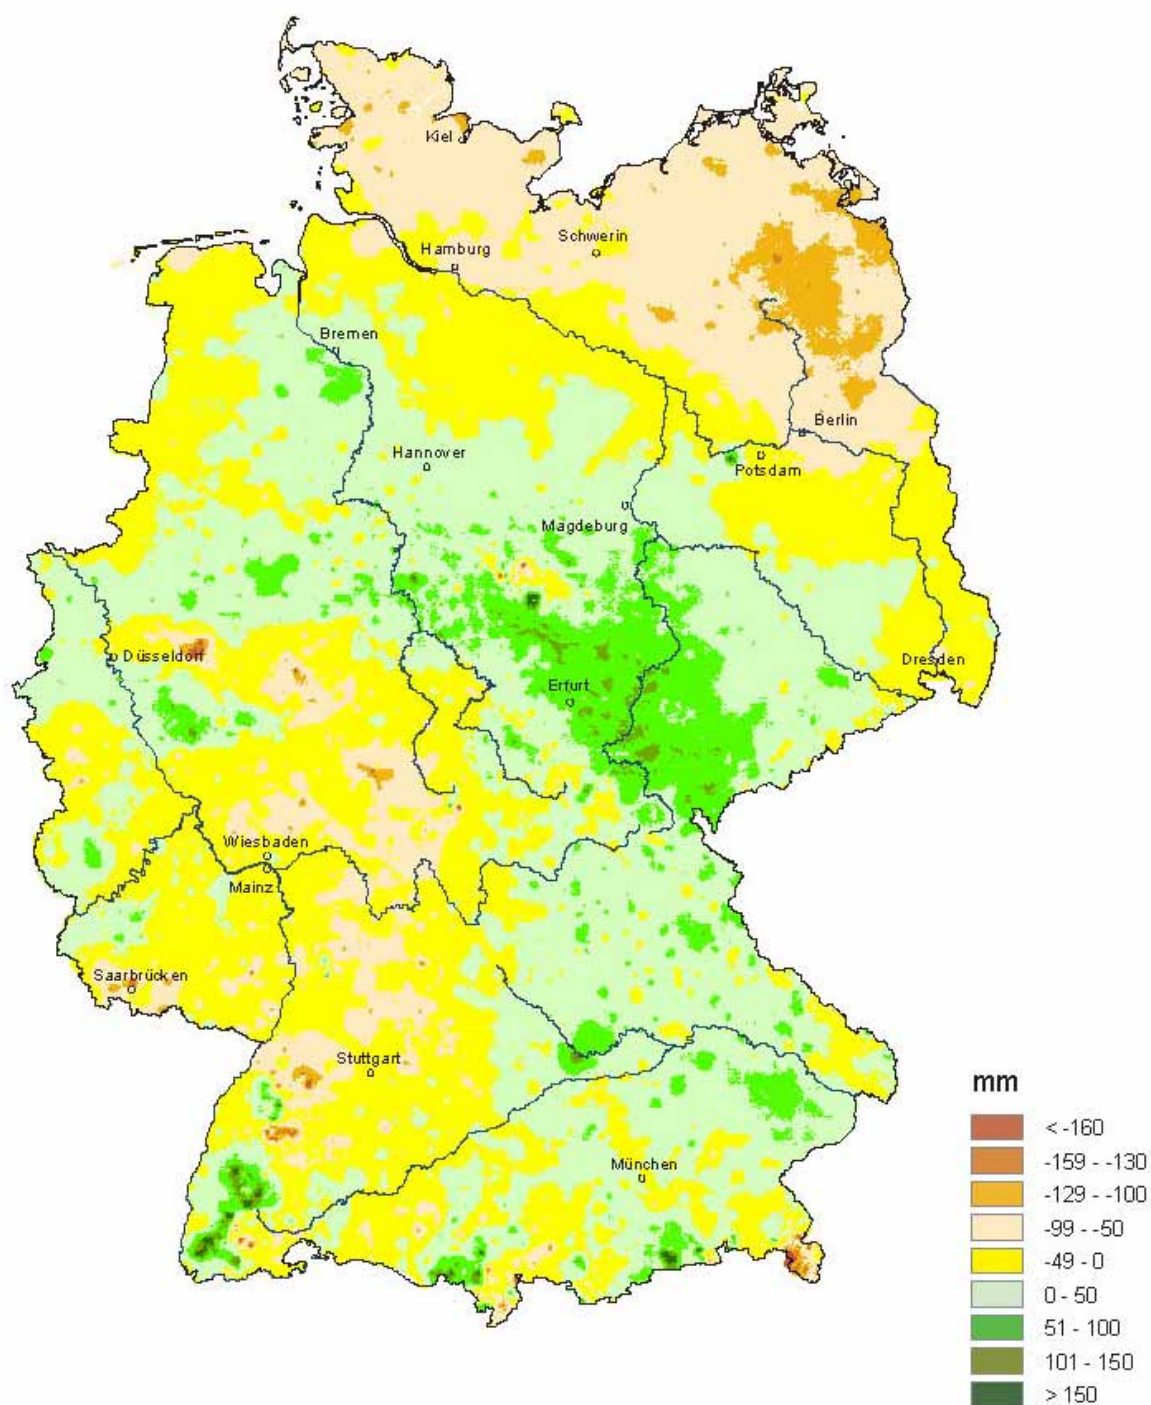 Kiel
Schwerin
Hamburg
Bremen
Berlin
Hannover
Potsdam
Magdeburg
Düsseldorf
Dresden
Erfurt
Wiesbaden
Mainz
Saarbrücken
Stuttgart
München
mm
< -160
-159 - -130
-129 - -100
-99 - -50
-49 - 0
0 - 50
51 - 100
101 - 150
> 150